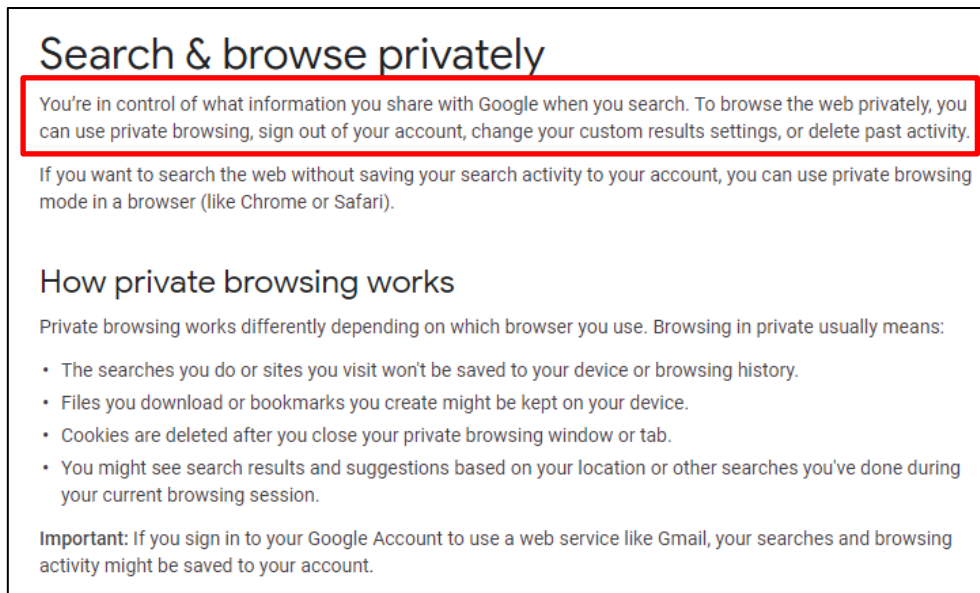 Search & browse privately
You're in control of what information you share with Google when you search. To browse the web privately, you
can use private browsing, sign out of your account, change your custom results settings, or delete past activity.
If you want to search the web without saving your search activity to your account, you can use private browsing
mode in a browser (like Chrome or Safari).
How private browsing works
Private browsing works differently depending on which browser you use. Browsing in private usually means:
• The searches you do or sites you visit won't be saved to your device or browsing history.
• Files you download or bookmarks you create might be kept on your device.
• Cookies are deleted after you close your private browsing window or tab.
• You might see search results and suggestions based on your location or other searches you've done during
your current browsing session.
Important: If you sign in to your Google Account to use a web service like Gmail, your searches and browsing
activity might be saved to your account.